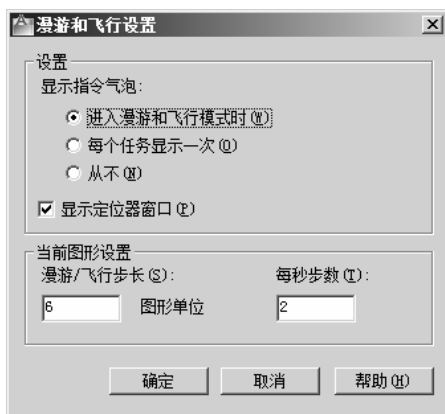 漫游和飞行设置
设置
显示指令气泡:
进入漫游和飞行模式时(W)
每个任务显示一次(O)
从不(N)
显示定位器窗口(P)
当前图形设置
漫游/飞行步长(S): 每秒步数(T):
6 图形单位 2
确定 取消 帮助(H)